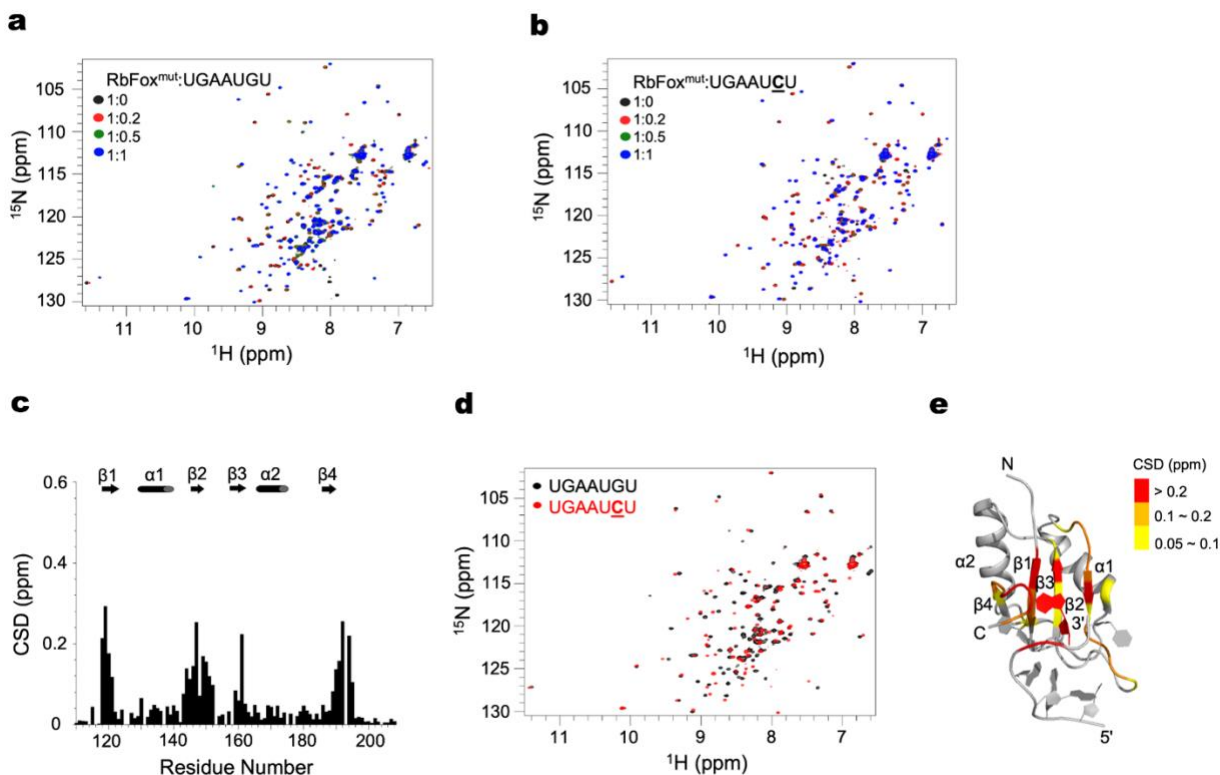 a
RbFox^mut:UGAAUGU
1:0
1:0.2
1:0.5
1:1
105
110
115
120
125
130
¹⁵N (ppm)
11 10 9 8 7
¹H (ppm)
b
RbFox^mut:UGAAUCU
1:0
1:0.2
1:0.5
1:1
105
110
115
120
125
130
¹⁵N (ppm)
11 10 9 8 7
¹H (ppm)
c
β1 α1 β2 β3 α2 β4
0.6
0.4
0.2
0
CSD (ppm)
120 140 160 180 200
Residue Number
d
UGAAUGU
UGAAUCU
105
110
115
120
125
130
¹⁵N (ppm)
11 10 9 8 7
¹H (ppm)
e
CSD (ppm)
> 0.2
0.1 ~ 0.2
0.05 ~ 0.1
N
α2
β1
α1
β3
β4
β2
3'
C
5'